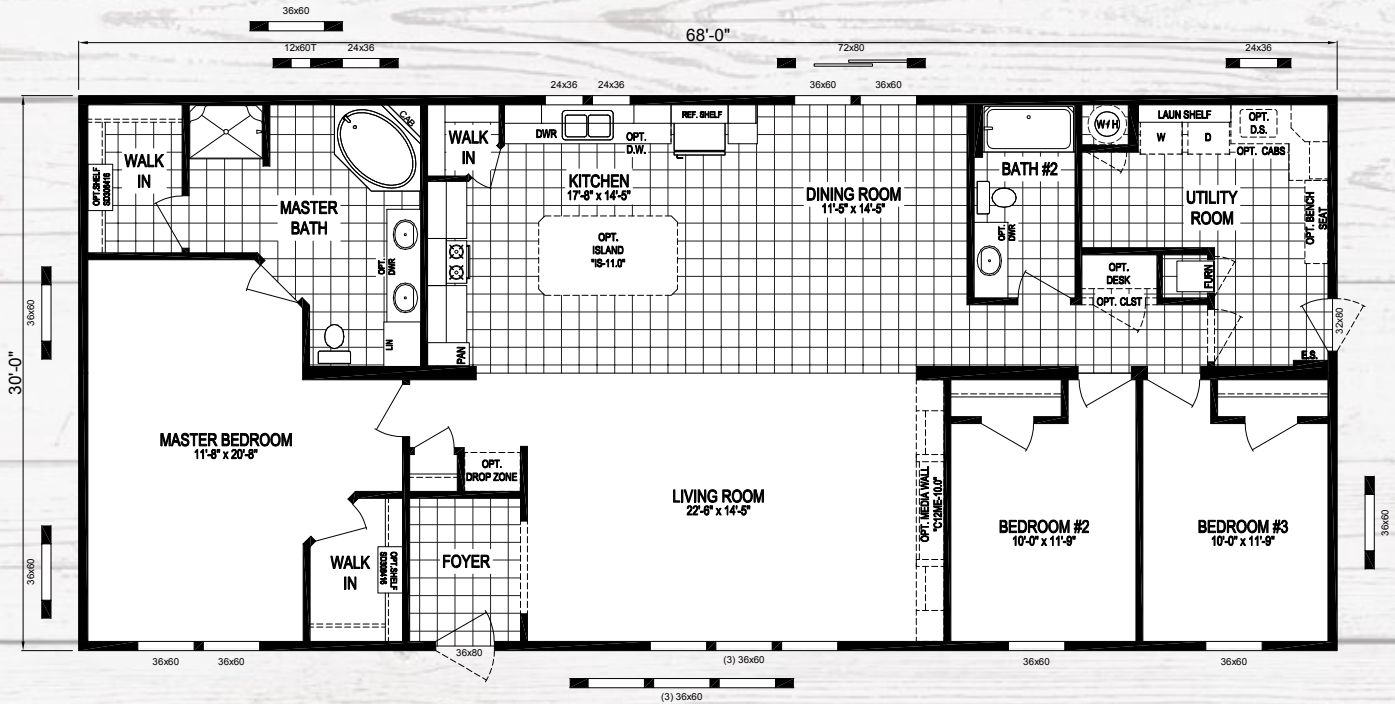 36x60
68'-0"
12x60T 24x36
72x80
24x36
24x36 24x36
36x60 36x60
CAB
REF. SHELF
W/H
LAUN SHELF
W D
OPT.
D.S.
OPT. CABS
DWR
OPT.
D.W.
WALK
IN
OPT.SHELF
SD308416
WALK
IN
KITCHEN
17'-8" x 14'-5"
DINING ROOM
11'-5" x 14'-5"
BATH #2
UTILITY
ROOM
OPT. BENCH
SEAT
MASTER
BATH
OPT.
DWR
OPT.
ISLAND
"IS-11.0"
OPT.
DWR
OPT.
DESK
OPT. CLST
FURN
LIN
PAN
E.S.
32x80
36x60
30'-0"
MASTER BEDROOM
11'-8" x 20'-8"
OPT.
DROP ZONE
LIVING ROOM
22'-6" x 14'-5"
OPT. MEDIA WALL
"C12ME-10.0"
BEDROOM #2
10'-0" x 11'-9"
BEDROOM #3
10'-0" x 11'-9"
36x60
36x60
WALK
IN
OPT.SHELF
SD308416
FOYER
36x80
36x60 36x60
(3) 36x60
36x60
36x60
(3) 36x60